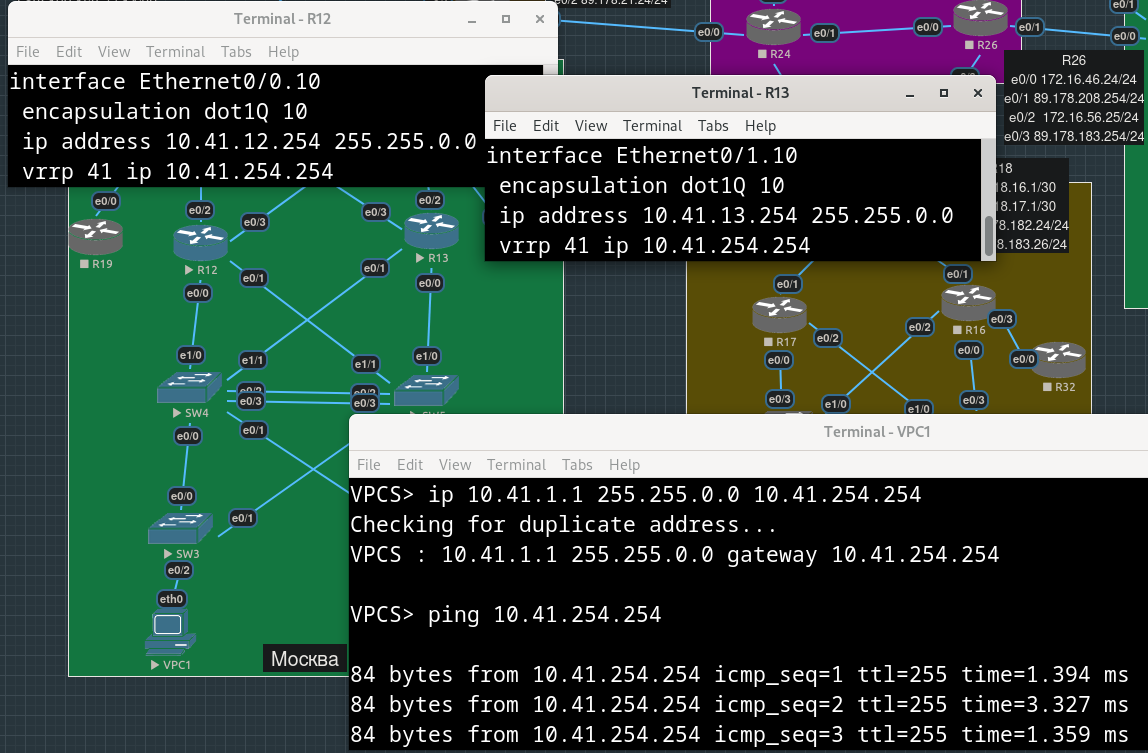 e0/2 89.178.21.24/24
e0/1
Terminal - R12
File Edit View Terminal Tabs Help
interface Ethernet0/0.10
encapsulation dot1Q 10
ip address 10.41.12.254 255.255.0.0
vrrp 41 ip 10.41.254.254
e0/0
e0/1
e0/0
e0/1
e0/0
R24
R26
R26
e0/0 172.16.46.24/24
e0/1 89.178.208.254/24
e0/2 172.16.56.25/24
e0/3 89.178.183.254/24
Terminal - R13
File Edit View Terminal Tabs Help
interface Ethernet0/1.10
encapsulation dot1Q 10
ip address 10.41.13.254 255.255.0.0
vrrp 41 ip 10.41.254.254
18.16.1/30
18.17.1/30
e0/0
e0/2
e0/3
e0/3
e0/2
R19
R12
R13
e0/1
e0/1
e0/0
e0/0
e1/0
e1/1
e1/1
e1/0
e0/3
e0/3
SW4
e0/0
e0/1
e0/0
e0/1
SW3
e0/2
eth0
VPC1
Москва
e0/1
e0/1
R17
R16
e0/2
e0/2
e0/3
e0/0
e0/0
e0/0
R32
e0/3
e1/0
e1/0
e0/3
Terminal - VPC1
File Edit View Terminal Tabs Help
VPCS> ip 10.41.1.1 255.255.0.0 10.41.254.254
Checking for duplicate address...
VPCS : 10.41.1.1 255.255.0.0 gateway 10.41.254.254
VPCS> ping 10.41.254.254
84 bytes from 10.41.254.254 icmp_seq=1 ttl=255 time=1.394 ms
84 bytes from 10.41.254.254 icmp_seq=2 ttl=255 time=3.327 ms
84 bytes from 10.41.254.254 icmp_seq=3 ttl=255 time=1.359 ms